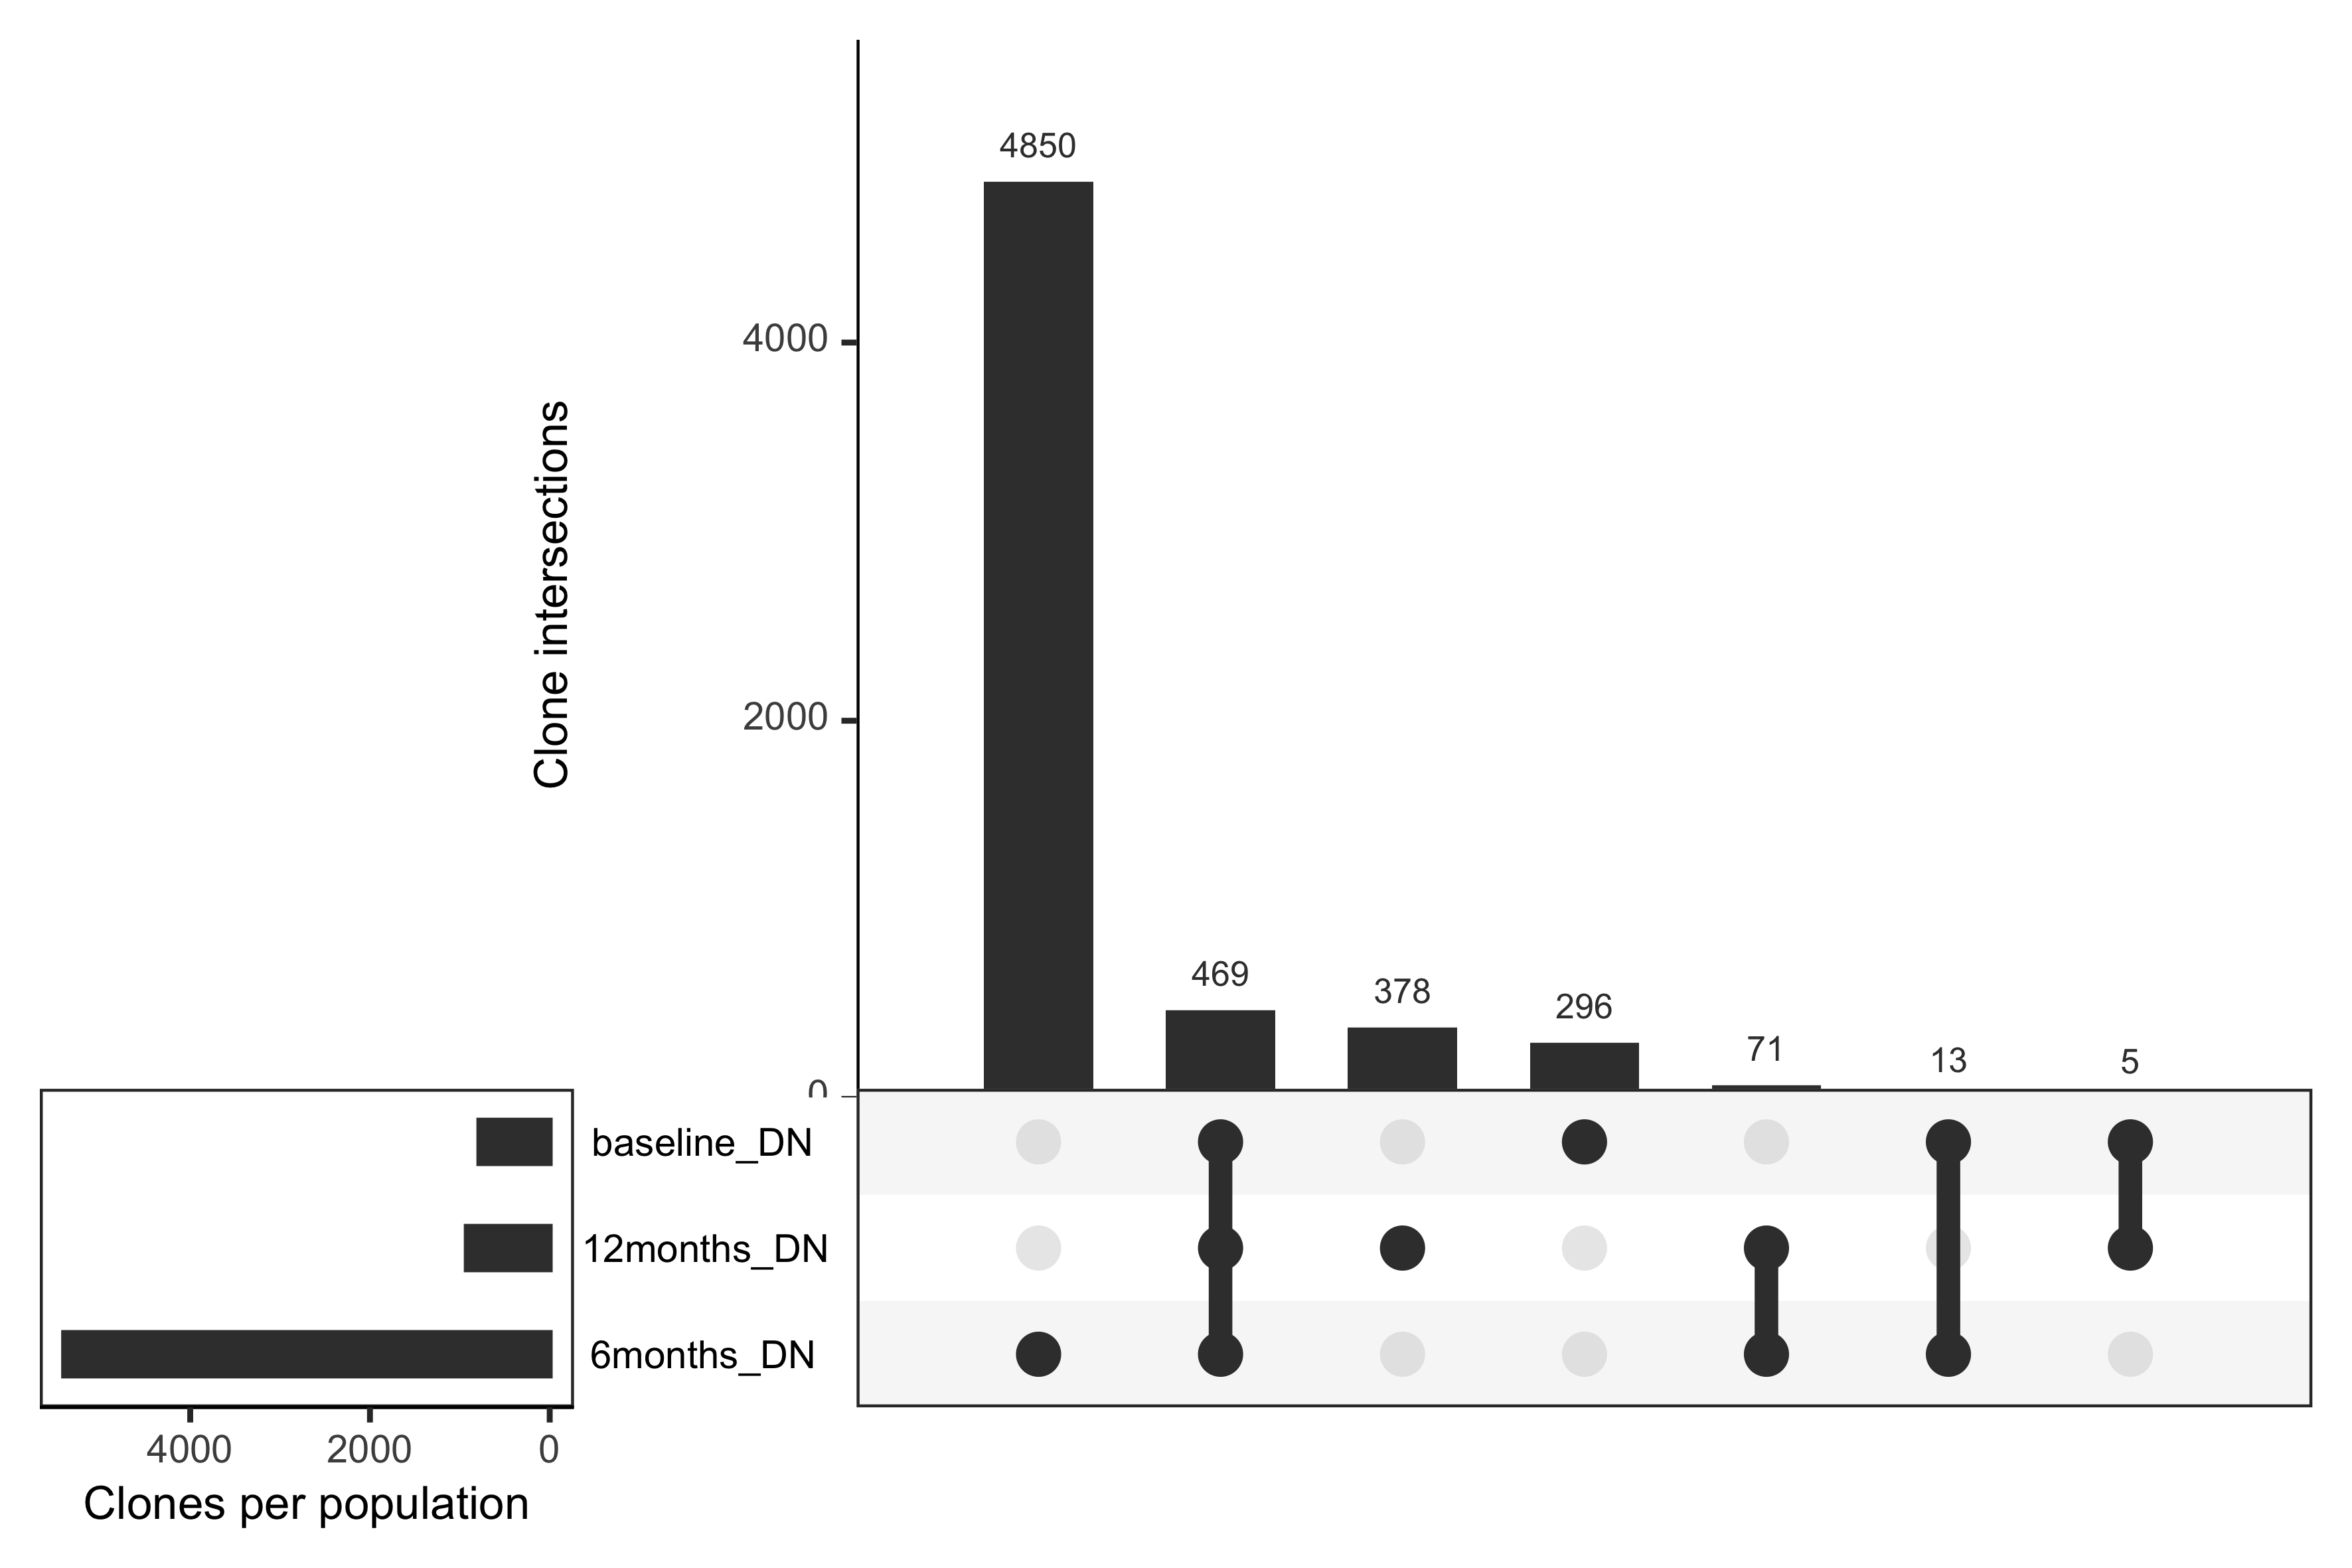 4850
4000
Clone intersections
2000
469
378
296
71
13
5
0
baseline_DN
12months_DN
6months_DN
4000 2000 0
Clones per population